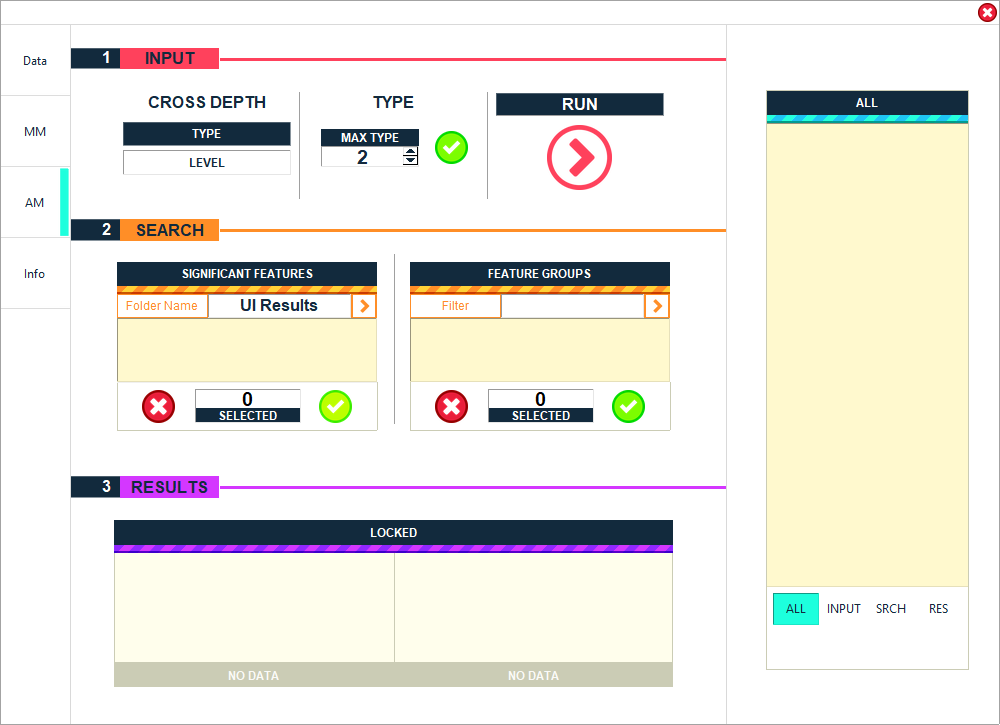 Data
MM
AM
Info
1 INPUT
CROSS DEPTH
TYPE
LEVEL
TYPE
MAX TYPE
2
RUN
2 SEARCH
SIGNIFICANT FEATURES
Folder Name UI Results
0
SELECTED
FEATURE GROUPS
Filter
0
SELECTED
3 RESULTS
LOCKED
NO DATA NO DATA
ALL
ALL INPUT SRCH RES